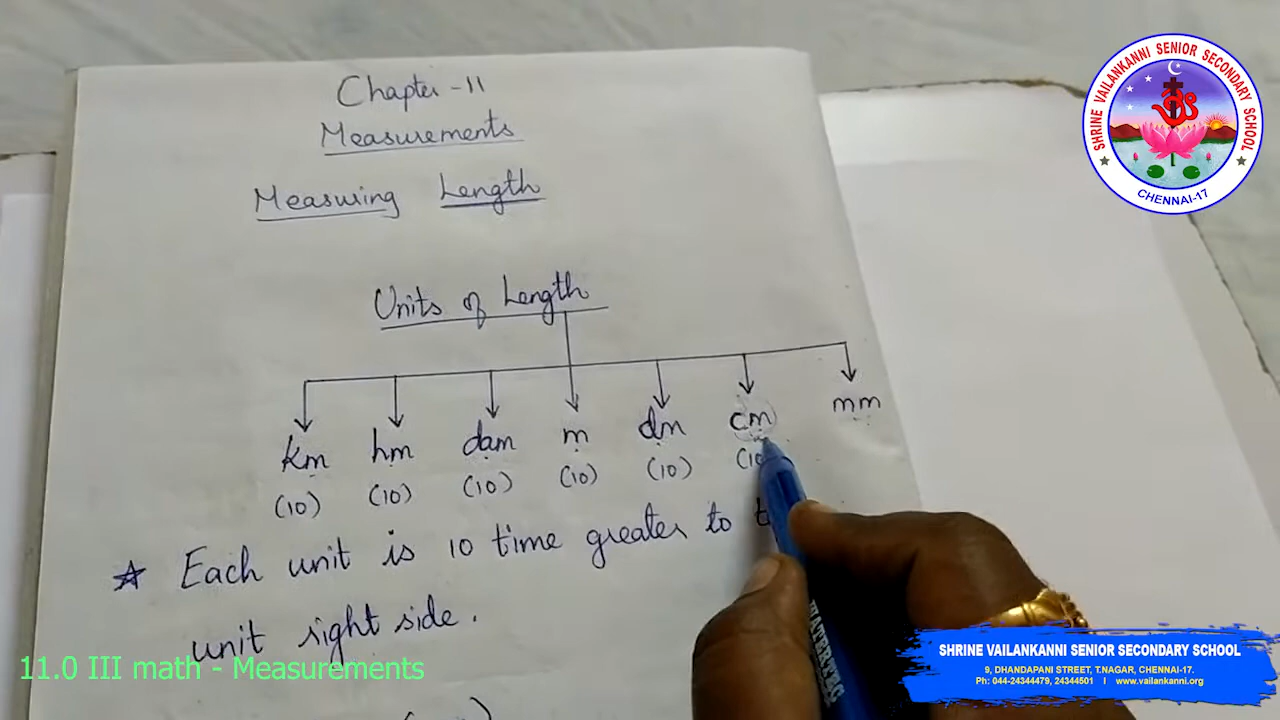 Chapter - 11
Measurements
Measuring Length
Units of Length
km hm dam m dm cm mm
(10) (10) (10) (10) (10) (10
☆ Each unit is 10 time greater to
unit right side.
11.0 III math - Measurements
SHRINE VAILANKANNI SENIOR SECONDARY SCHOOL
CHENNAI-17
SHRINE VAILANKANNI SENIOR SECONDARY SCHOOL
9, DHANDAPANI STREET, T.NAGAR, CHENNAI-17.
Ph: 044-24344479, 24344501 I www.vailankanni.org